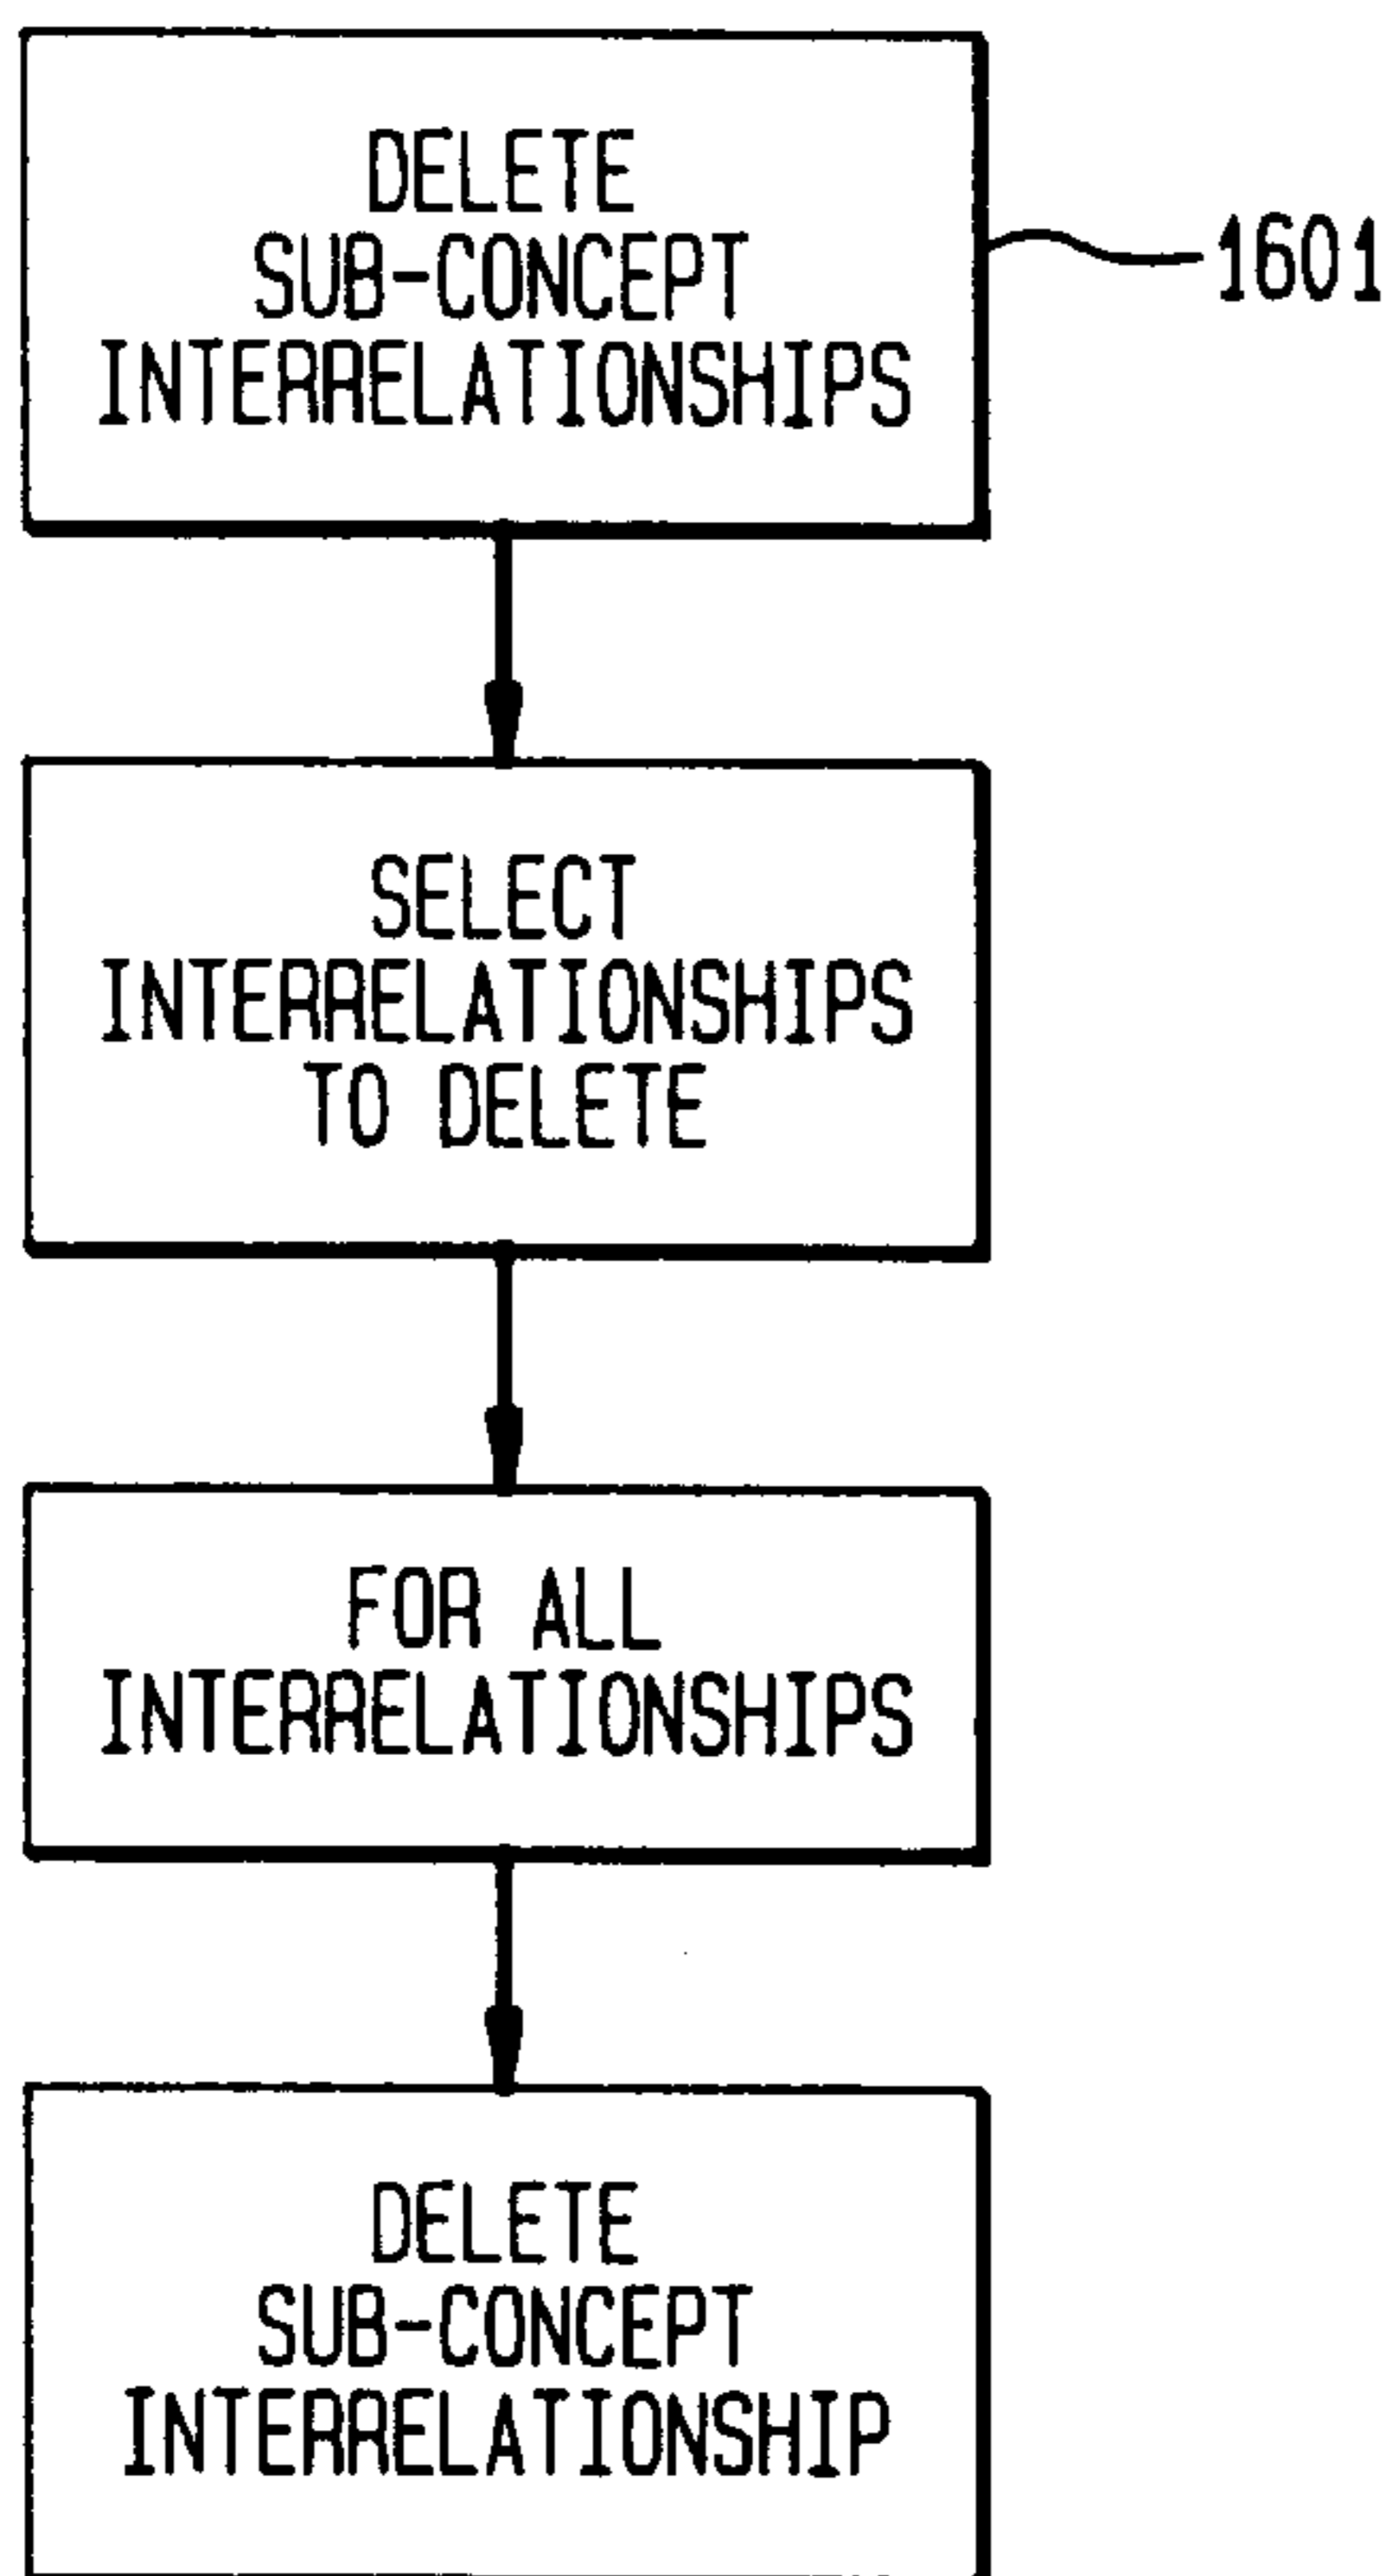 DELETE
SUB-CONCEPT
INTERRELATIONSHIPS
1601
SELECT
INTERRELATIONSHIPS
TO DELETE
FOR ALL
INTERRELATIONSHIPS
DELETE
SUB-CONCEPT
INTERRELATIONSHIP